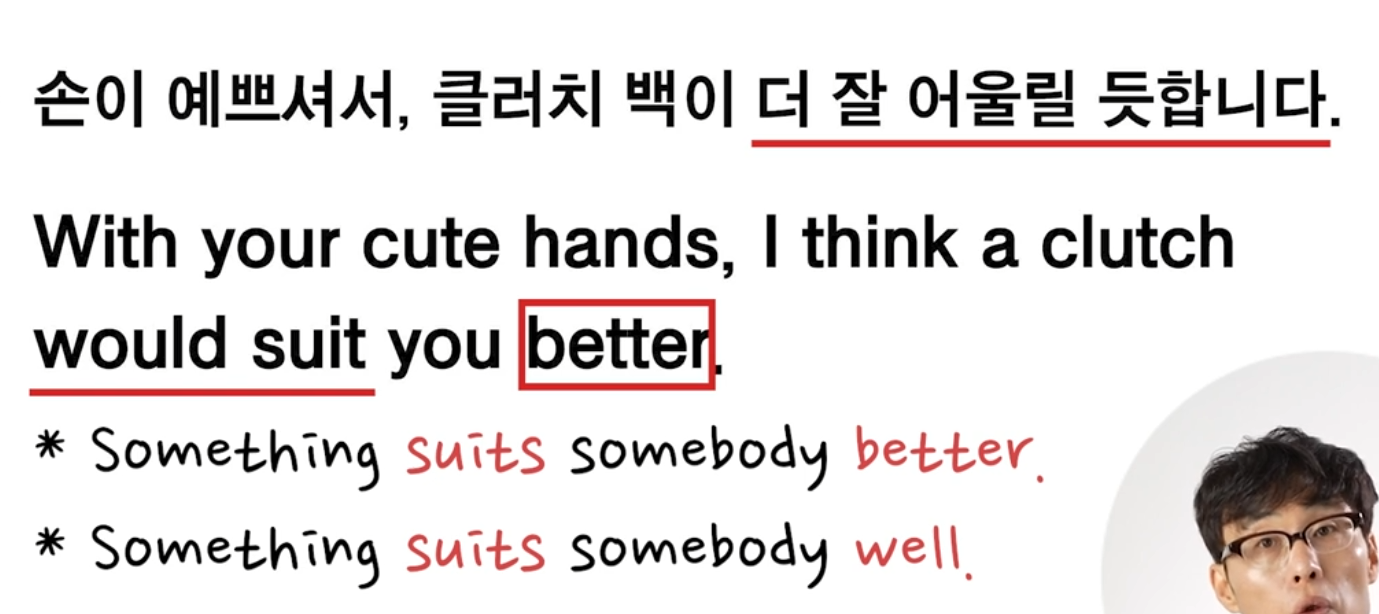 손이 예쁘셔서, 클러치 백이 더 잘 어울릴 듯합니다.
With your cute hands, I think a clutch
would suit you better.
* Something suits somebody better.
* Something suits somebody well.